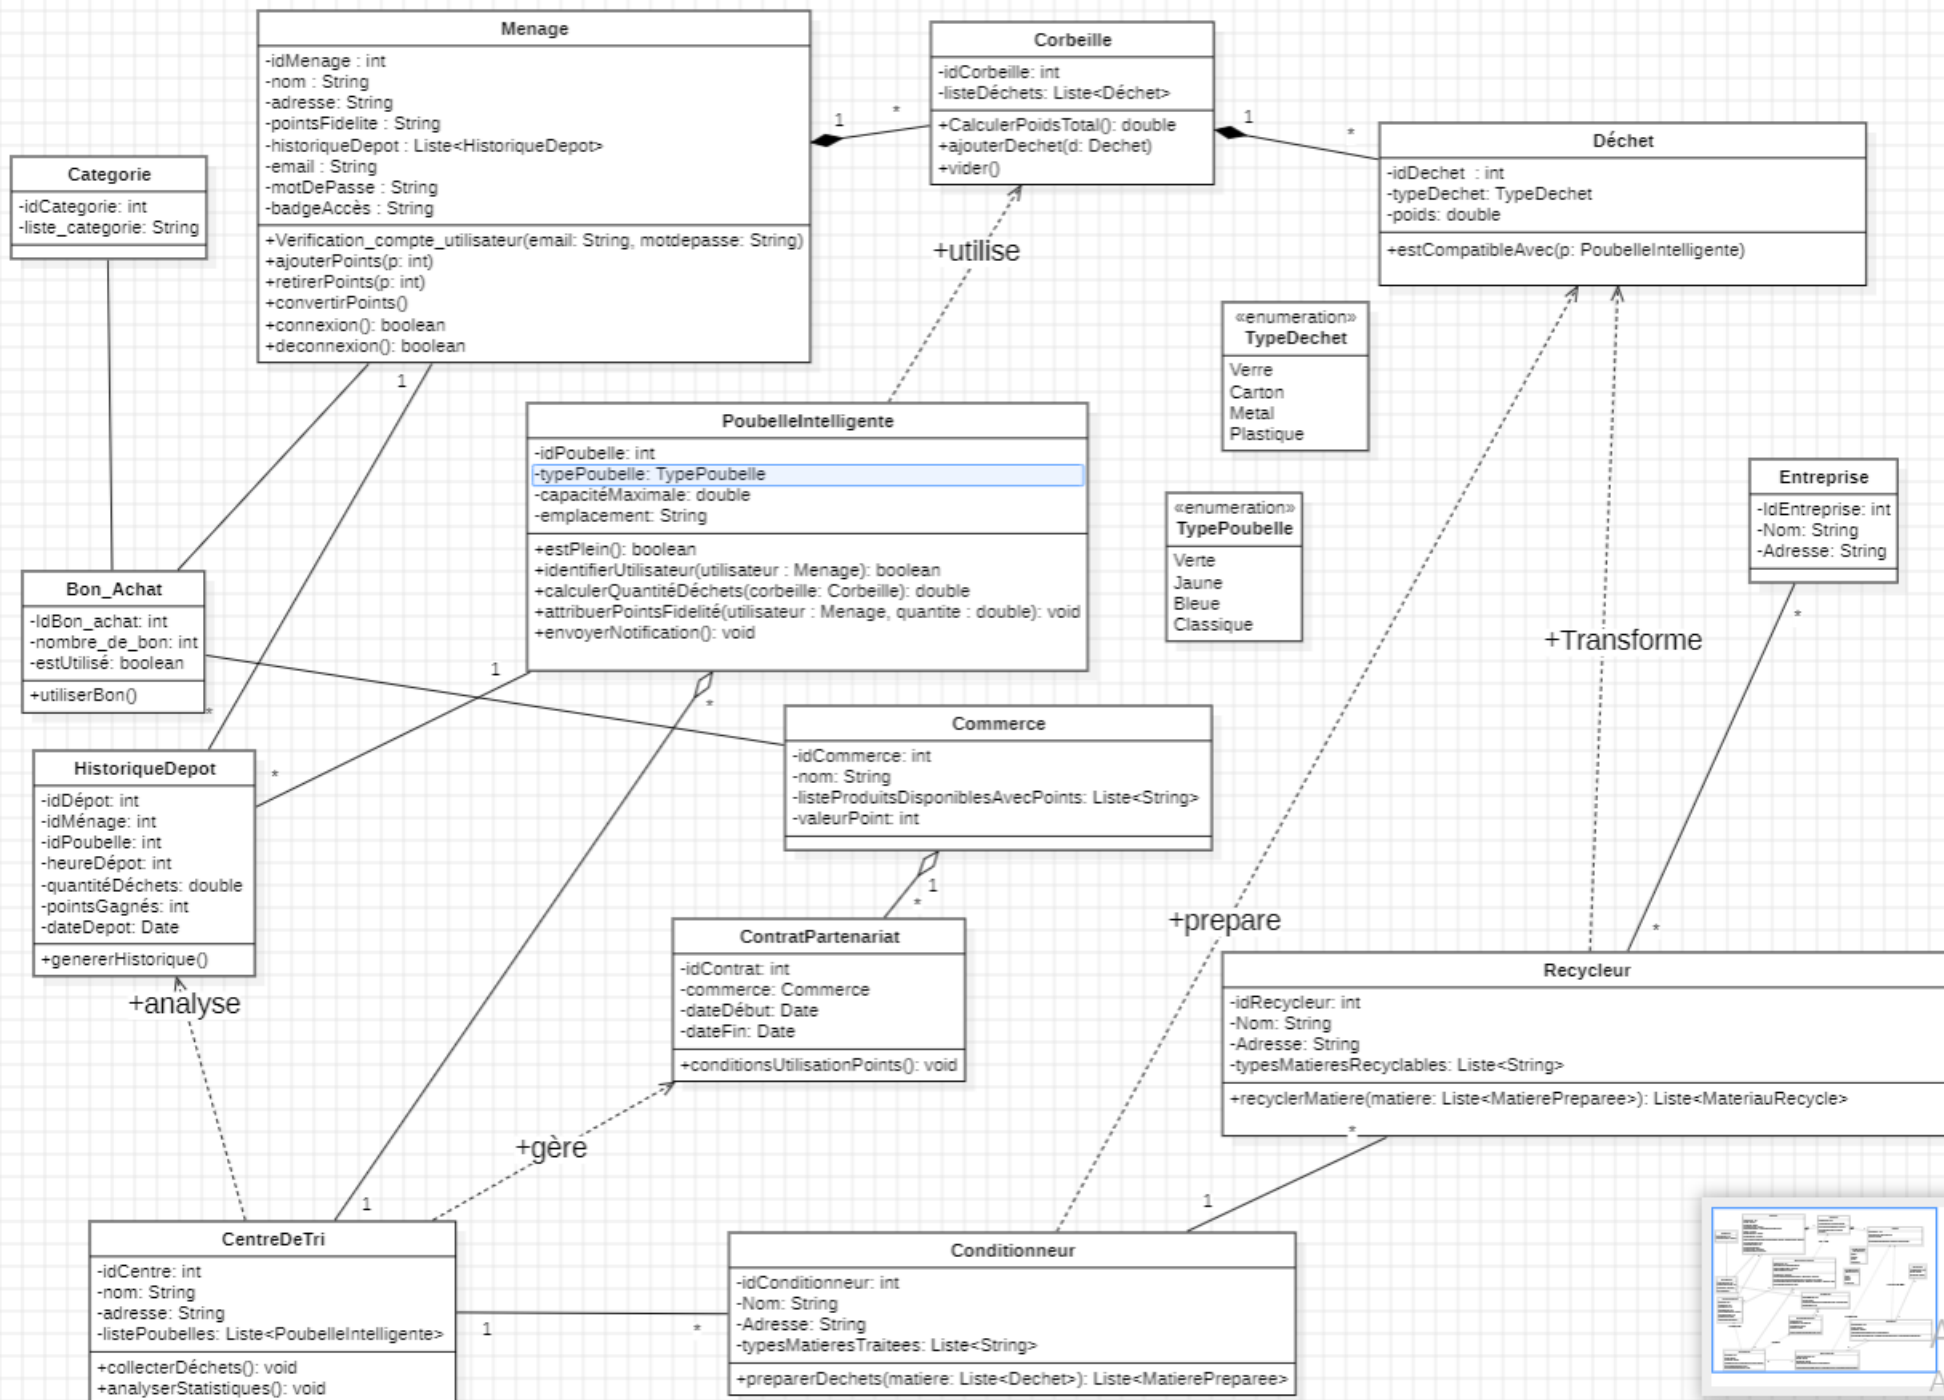 Menage
-idMenage : int
-nom : String
-adresse: String
-pointsFidelite : String
-historiqueDepot : Liste<HistoriqueDepot>
-email : String
-motDePasse : String
-badgeAccès : String
+Verification_compte_utilisateur(email: String, motdepasse: String)
+ajouterPoints(p: int)
+retirerPoints(p: int)
+convertirPoints()
+connexion(): boolean
+deconnexion(): boolean
1
*
1
Corbeille
-idCorbeille: int
-listeDéchets: Liste<Déchet>
+CalculerPoidsTotal(): double
+ajouterDechet(d: Dechet)
+vider()
1
*
Déchet
-idDechet : int
-typeDechet: TypeDechet
-poids: double
+estCompatibleAvec(p: PoubelleIntelligente)
Categorie
-idCategorie: int
-liste_categorie: String
+utilise
«enumeration»
TypeDechet
Verre
Carton
Metal
Plastique
PoubelleIntelligente
-idPoubelle: int
-typePoubelle: TypePoubelle
-capacitéMaximale: double
-emplacement: String
+estPlein(): boolean
+identifierUtilisateur(utilisateur : Menage): boolean
+calculerQuantitéDéchets(corbeille: Corbeille): double
+attribuerPointsFidelité(utilisateur : Menage, quantite : double): void
+envoyerNotification(): void
1
*
«enumeration»
TypePoubelle
Verte
Jaune
Bleue
Classique
Entreprise
-IdEntreprise: int
-Nom: String
-Adresse: String
*
+Transforme
Bon_Achat
-IdBon_achat: int
-nombre_de_bon: int
-estUtilisé: boolean
+utiliserBon()
*
Commerce
-idCommerce: int
-nom: String
-listeProduitsDisponiblesAvecPoints: Liste<String>
-valeurPoint: int
1
*
HistoriqueDepot
-idDépot: int
-idMénage: int
-idPoubelle: int
-heureDépot: int
-quantitéDéchets: double
-pointsGagnés: int
-dateDepot: Date
+genererHistorique()
*
+analyse
ContratPartenariat
-idContrat: int
-commerce: Commerce
-dateDébut: Date
-dateFin: Date
+conditionsUtilisationPoints(): void
+prepare
*
Recycleur
-idRecycleur: int
-Nom: String
-Adresse: String
-typesMatieresRecyclables: Liste<String>
+recyclerMatiere(matiere: Liste<MatierePreparee>): Liste<MateriauRecycle>
*
+gère
1
1
CentreDeTri
-idCentre: int
-nom: String
-adresse: String
-listePoubelles: Liste<PoubelleIntelligente>
+collecterDéchets(): void
+analyserStatistiques(): void
1
*
Conditionneur
-idConditionneur: int
-Nom: String
-Adresse: String
-typesMatieresTraitees: Liste<String>
+preparerDechets(matiere: Liste<Dechet>): Liste<MatierePreparee>